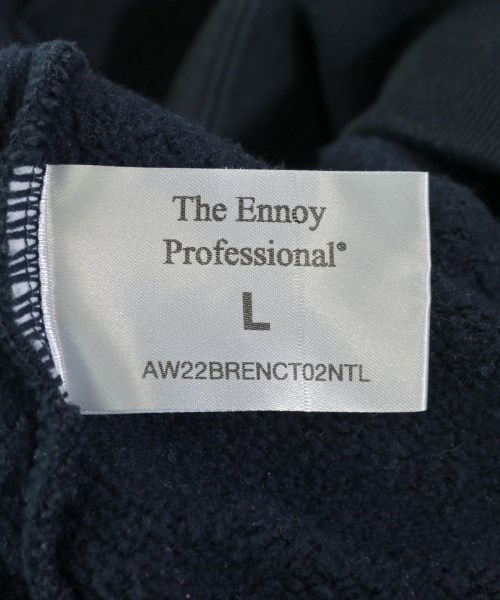 The Ennoy
Professional®
L
AW22BRENCT02NTL